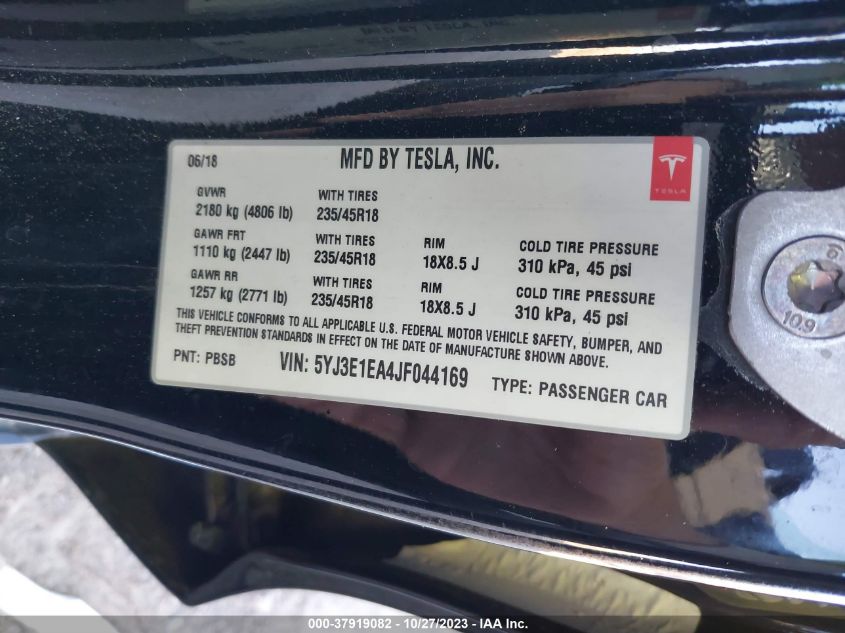 MFD BY TESLA, INC.
06/18
MFD BY TESLA, INC.
TESLA
GVWR
2180 kg (4806 lb)
WITH TIRES
235/45R18
GAWR FRT
1110 kg (2447 lb)
WITH TIRES
235/45R18
RIM
18X8.5 J
COLD TIRE PRESSURE
310 kPa, 45 psi
GAWR RR
1257 kg (2771 lb)
WITH TIRES
235/45R18
RIM
18X8.5 J
COLD TIRE PRESSURE
310 kPa, 45 psi
THIS VEHICLE CONFORMS TO ALL APPLICABLE U.S. FEDERAL MOTOR VEHICLE SAFETY, BUMPER, AND
THEFT PREVENTION STANDARDS IN EFFECT ON THE DATE OF MANUFACTURE SHOWN ABOVE.
PNT: PBSB
VIN: 5YJ3E1EA4JF044169
TYPE: PASSENGER CAR
10.9
000-37919082 - 10/27/2023 - IAA, Inc.